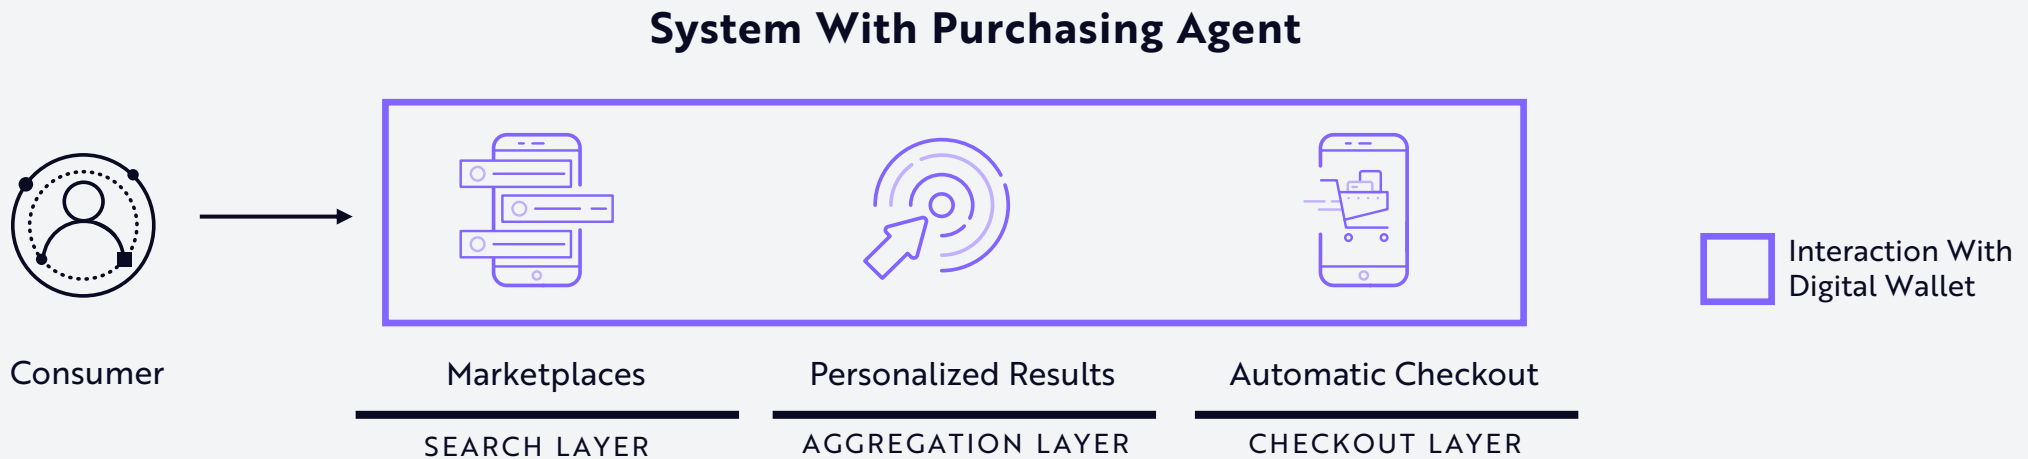 System With Purchasing Agent
Interaction With
Digital Wallet
Consumer
Marketplaces
Personalized Results
Automatic Checkout
SEARCH LAYER
AGGREGATION LAYER
CHECKOUT LAYER